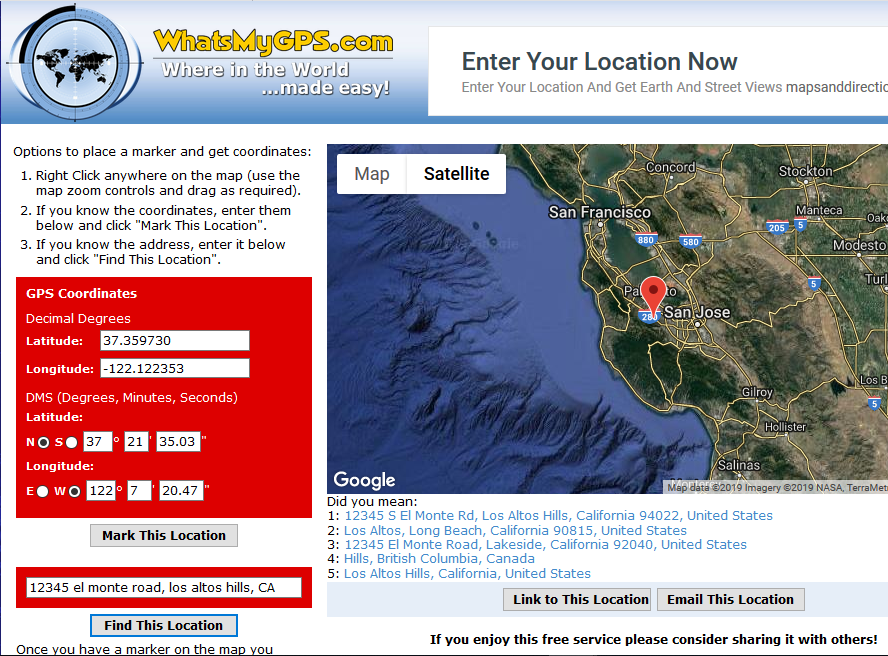 WhatsMyGPS.com
Where in the World
...made easy!
Enter Your Location Now
Enter Your Location And Get Earth And Street Views mapsanddirectio
Options to place a marker and get coordinates:
1. Right Click anywhere on the map (use the
map zoom controls and drag as required).
2. If you know the coordinates, enter them
below and click "Mark This Location".
3. If you know the address, enter it below
and click "Find This Location".
GPS Coordinates
Decimal Degrees
Latitude: 37.359730
Longitude: -122.122353
DMS (Degrees, Minutes, Seconds)
Latitude:
N S 37 ° 21 ' 35.03 "
Longitude:
E W 122 ° 7 ' 20.47 "
Mark This Location
12345 el monte road, los altos hills, CA
Find This Location
Once you have a marker on the map you
Map Satellite
Concord
Stockton
San Francisco
Manteca
205 5
880 580
Modesto
5
San Jose
280
Gilroy
Los B
5
Hollister
Salinas
Google
Map data ©2019 Imagery ©2019 NASA, TerraMetr
Did you mean:
1: 12345 S El Monte Rd, Los Altos Hills, California 94022, United States
2: Los Altos, Long Beach, California 90815, United States
3: 12345 El Monte Road, Lakeside, California 92040, United States
4: Hills, British Columbia, Canada
5: Los Altos Hills, California, United States
Link to This Location Email This Location
If you enjoy this free service please consider sharing it with others!